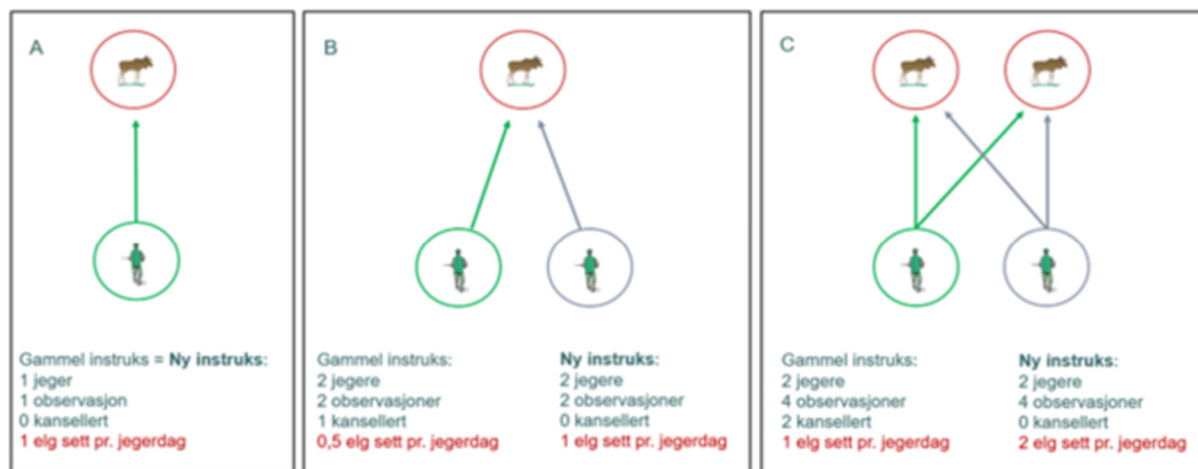 A
Gammel instruks = Ny instruks:
1 jeger
1 observasjon
0 kansellert
1 elg sett pr. jegerdag
B
Gammel instruks:
2 jegere
2 observasjoner
1 kansellert
0,5 elg sett pr. jegerdag
Ny instruks:
2 jegere
2 observasjoner
0 kansellert
1 elg sett pr. jegerdag
C
Gammel instruks:
2 jegere
4 observasjoner
2 kansellert
1 elg sett pr. jegerdag
Ny instruks:
2 jegere
4 observasjoner
0 kansellert
2 elg sett pr. jegerdag